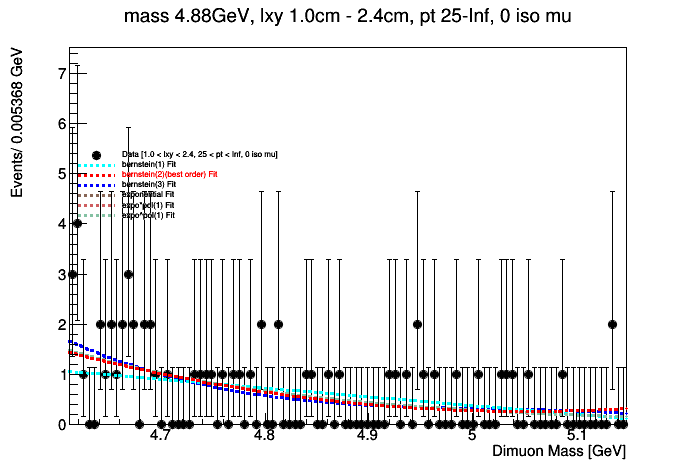 mass 4.88GeV, lxy 1.0cm - 2.4cm, pt 25-Inf, 0 iso mu
Events/ 0.005368 GeV
7
6
5
4
3
2
1
0
Data [1.0 < lxy < 2.4, 25 < pt < Inf, 0 iso mu]
bernstein(1) Fit
bernstein(2)(best order) Fit
bernstein(3) Fit
exponential Fit
expo*pol(1) Fit
expo*pol(1) Fit
4.7
4.8
4.9
5
5.1
Dimuon Mass [GeV]